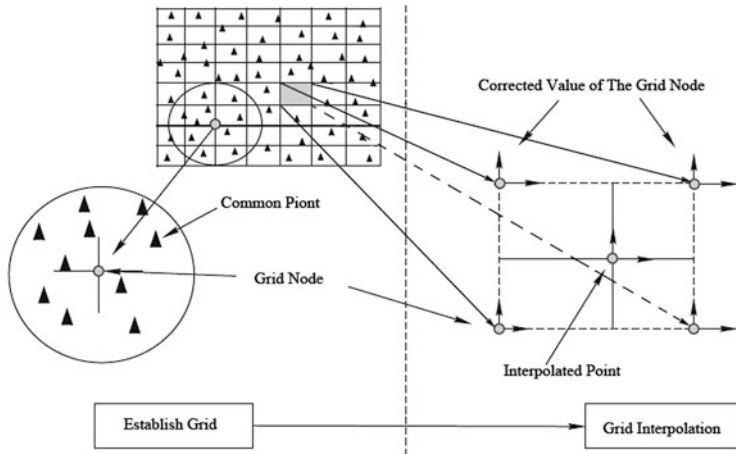 Corrected Value of The Grid Node
Common Piont
Grid Node
Interpolated Point
Establish Grid
Grid Interpolation